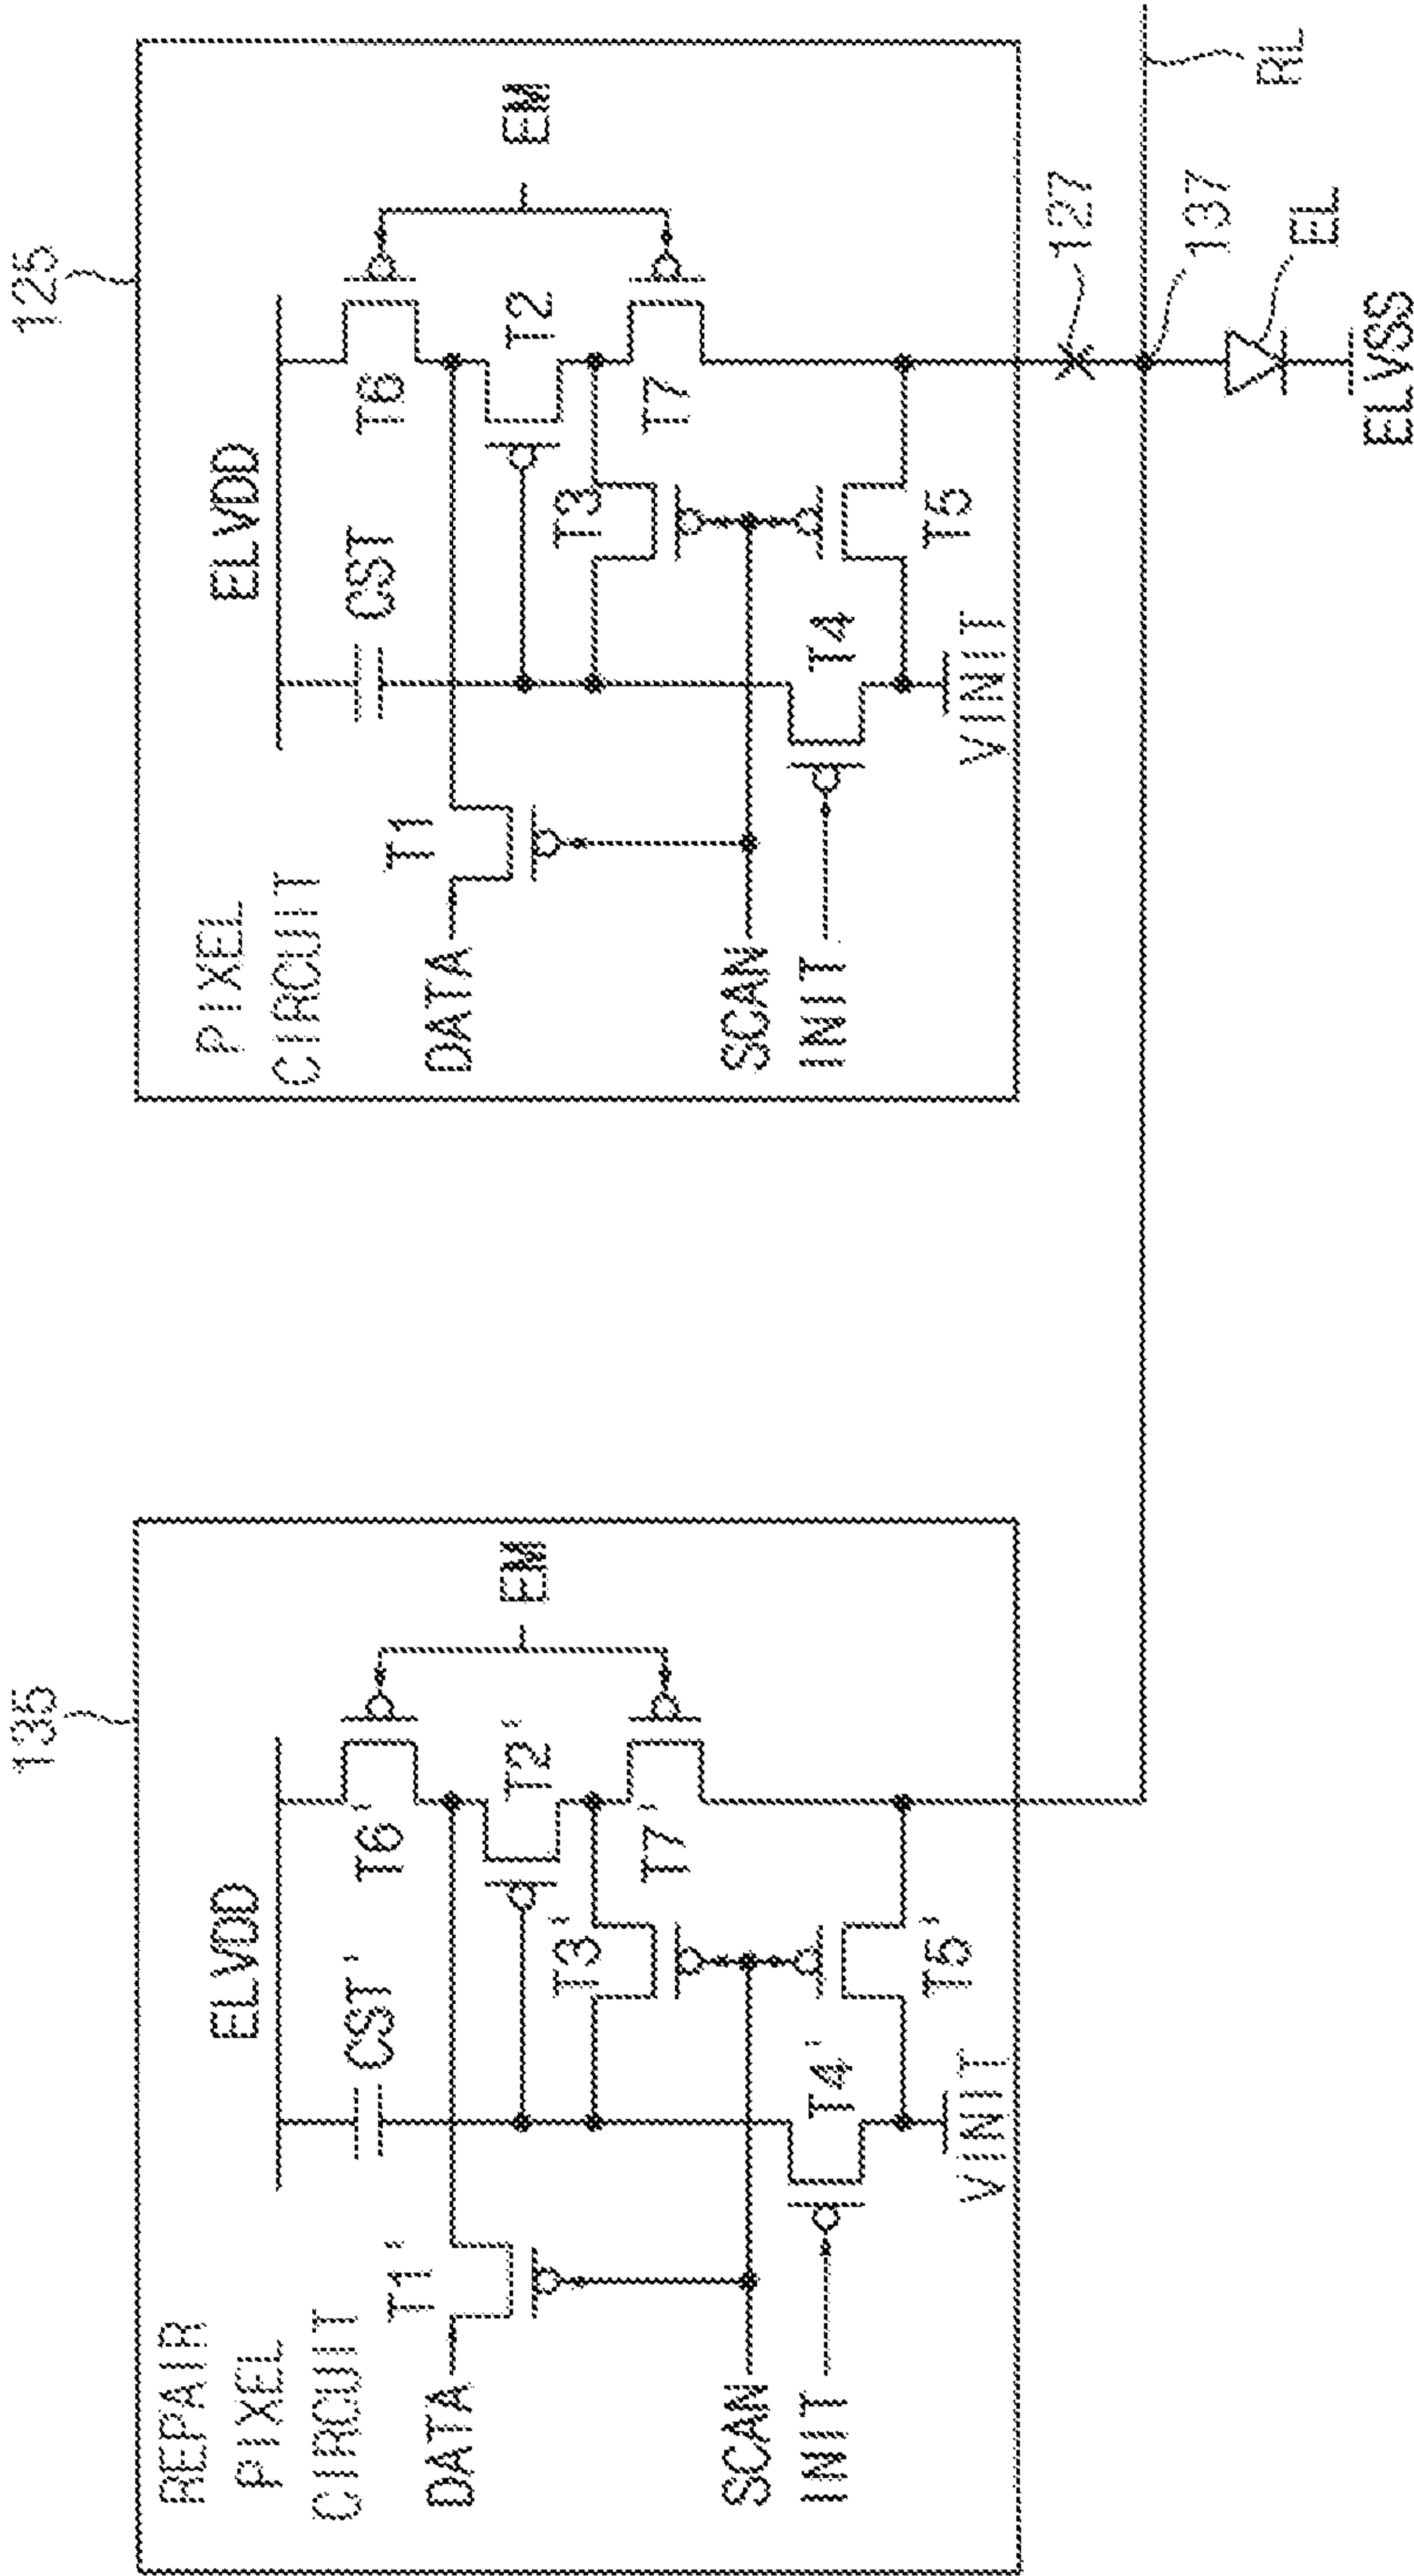 135
REPAIR
PIXEL
CIRCUIT
ELVDD
CST'
T6'
T1'
DATA
T2'
EM
T3'
T7'
SCAN
INIT
T4'
T5'
VINIT
125
PIXEL
CIRCUIT
ELVDD
CST
T6
T1
DATA
T2
EM
T3
T7
SCAN
INIT
T4
T5
VINIT
127
137
RL
EL
ELVSS